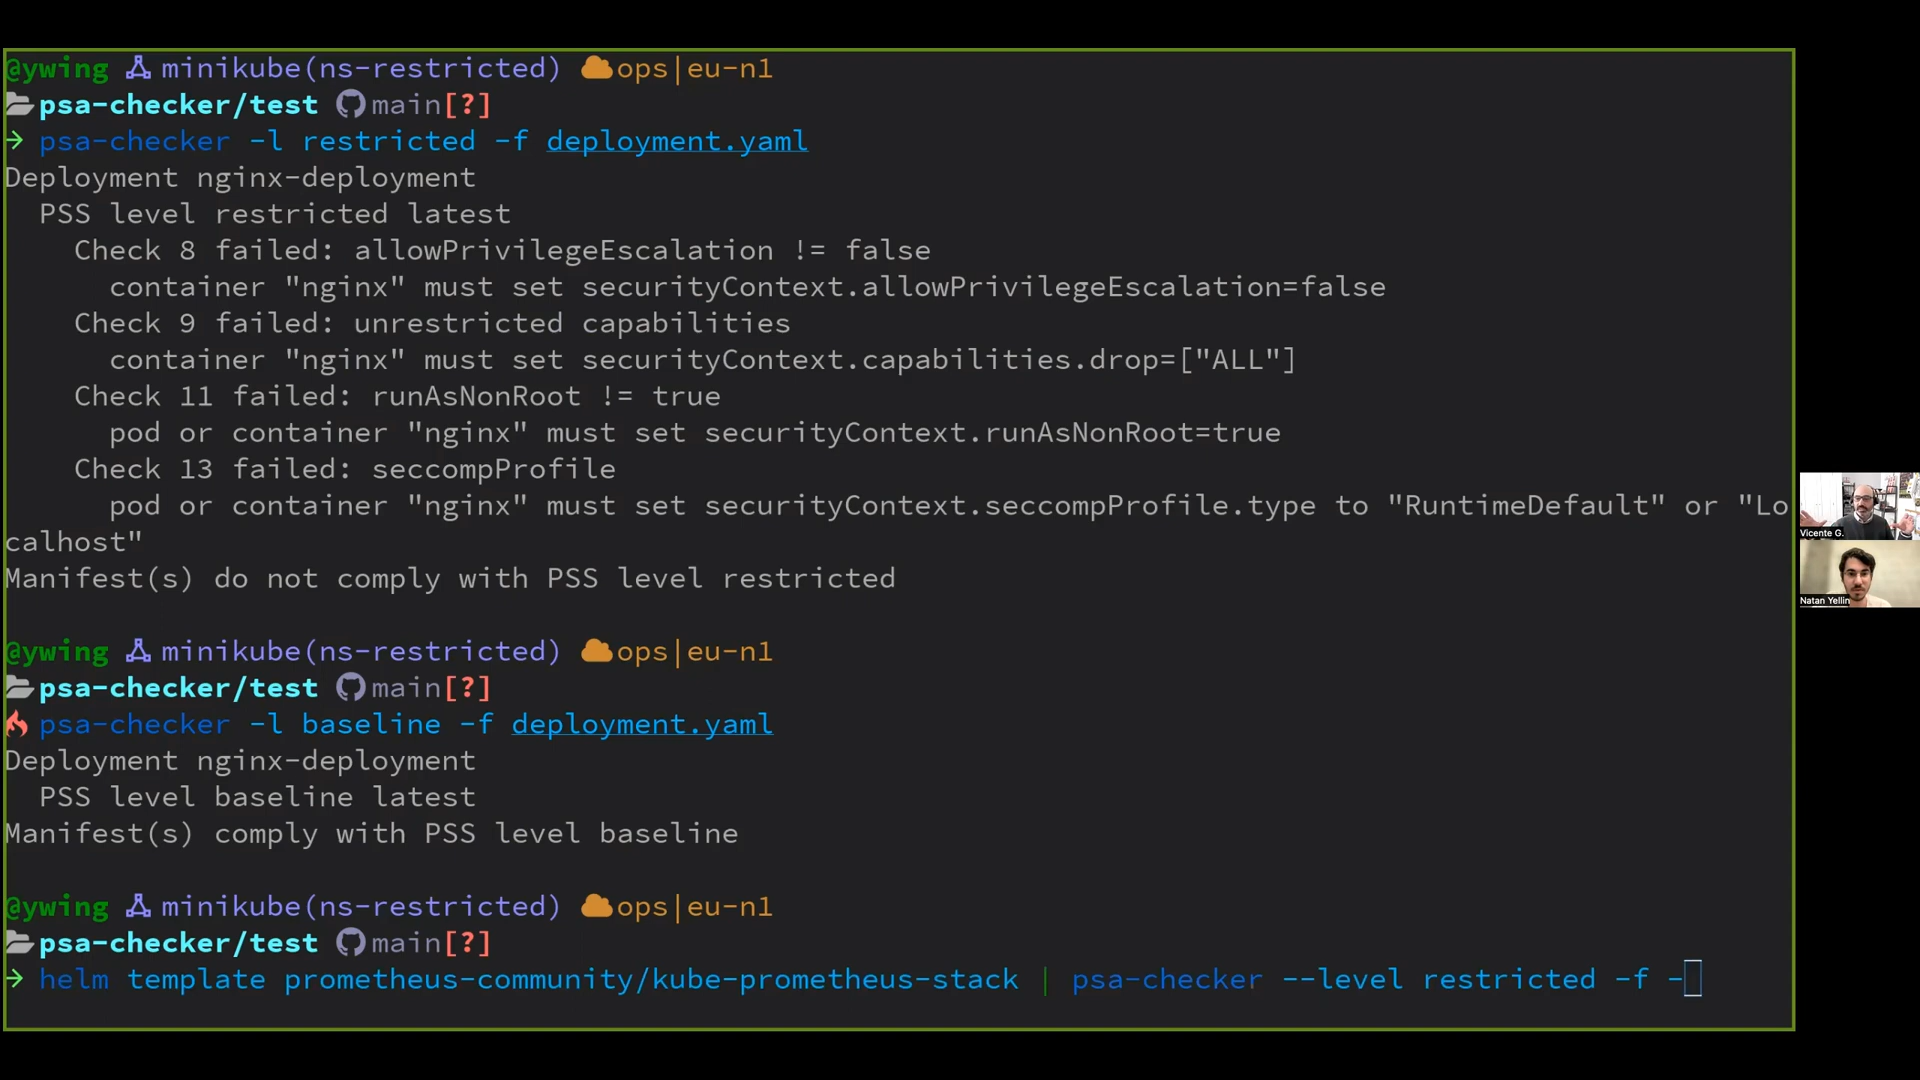 @ywing minikube(ns-restricted) ops|eu-n1
psa-checker/test main[?]
→ psa-checker -l restricted -f deployment.yaml
Deployment nginx-deployment
PSS level restricted latest
Check 8 failed: allowPrivilegeEscalation != false
container "nginx" must set securityContext.allowPrivilegeEscalation=false
Check 9 failed: unrestricted capabilities
container "nginx" must set securityContext.capabilities.drop=["ALL"]
Check 11 failed: runAsNonRoot != true
pod or container "nginx" must set securityContext.runAsNonRoot=true
Check 13 failed: seccompProfile
pod or container "nginx" must set securityContext.seccompProfile.type to "RuntimeDefault" or "Lo
calhost"
Manifest(s) do not comply with PSS level restricted
@ywing minikube(ns-restricted) ops|eu-n1
psa-checker/test main[?]
psa-checker -l baseline -f deployment.yaml
Deployment nginx-deployment
PSS level baseline latest
Manifest(s) comply with PSS level baseline
@ywing minikube(ns-restricted) ops|eu-n1
psa-checker/test main[?]
→ helm template prometheus-community/kube-prometheus-stack | psa-checker --level restricted -f -
Vicente G.
Natan Yellin